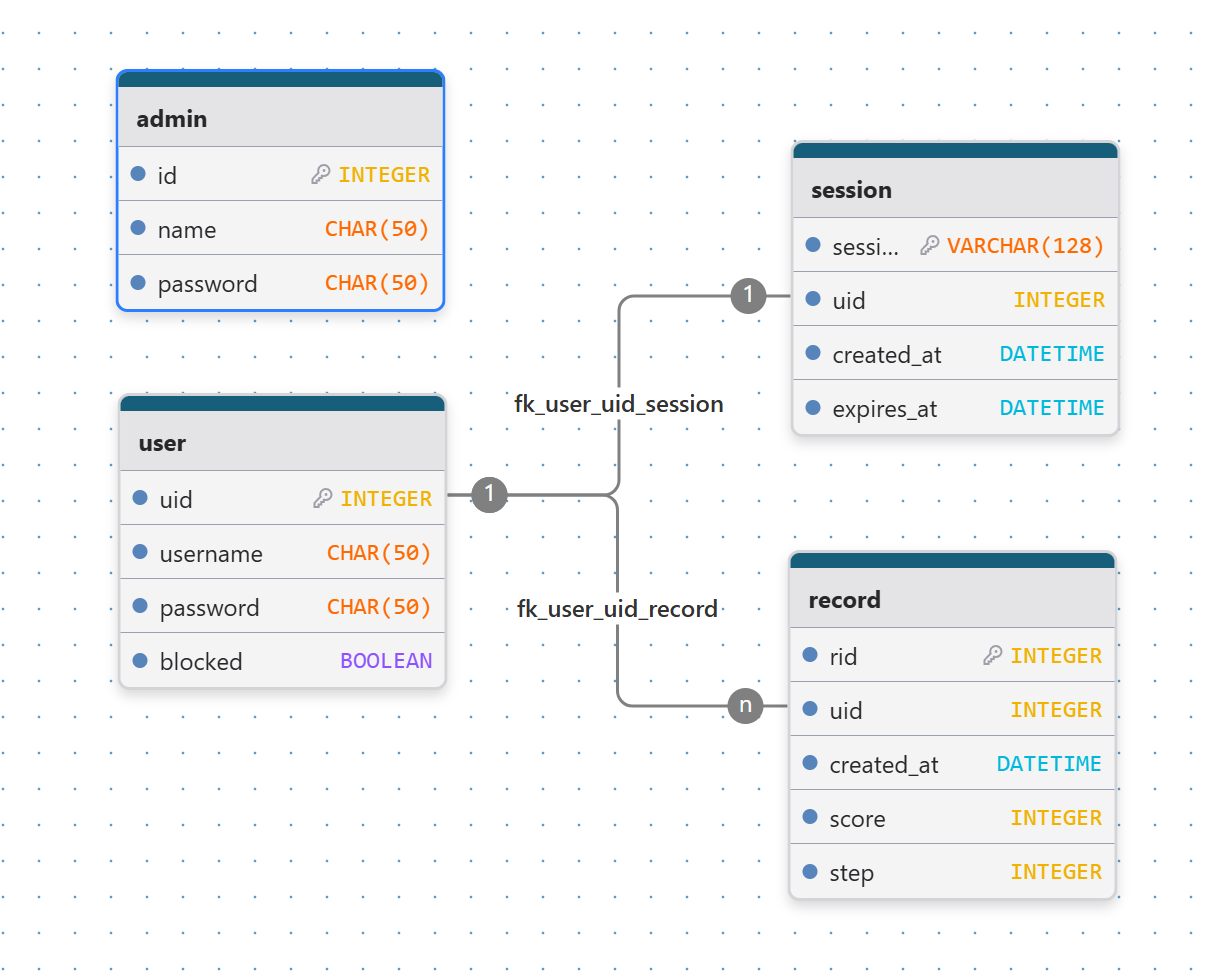 admin
id INTEGER
name CHAR(50)
password CHAR(50)
user
uid INTEGER
username CHAR(50)
password CHAR(50)
blocked BOOLEAN
1
fk_user_uid_session
1
fk_user_uid_record
n
session
sessi... VARCHAR(128)
uid INTEGER
created_at DATETIME
expires_at DATETIME
record
rid INTEGER
uid INTEGER
created_at DATETIME
score INTEGER
step INTEGER